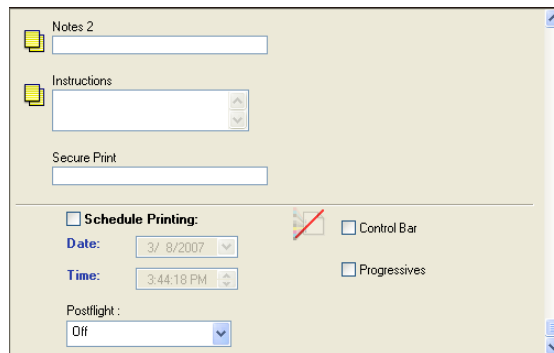 Notes 2
Instructions
Secure Print
Schedule Printing:
Date:
3/ 8/2007
Time:
3:44:18 PM
Control Bar
Progressives
Postflight :
Off